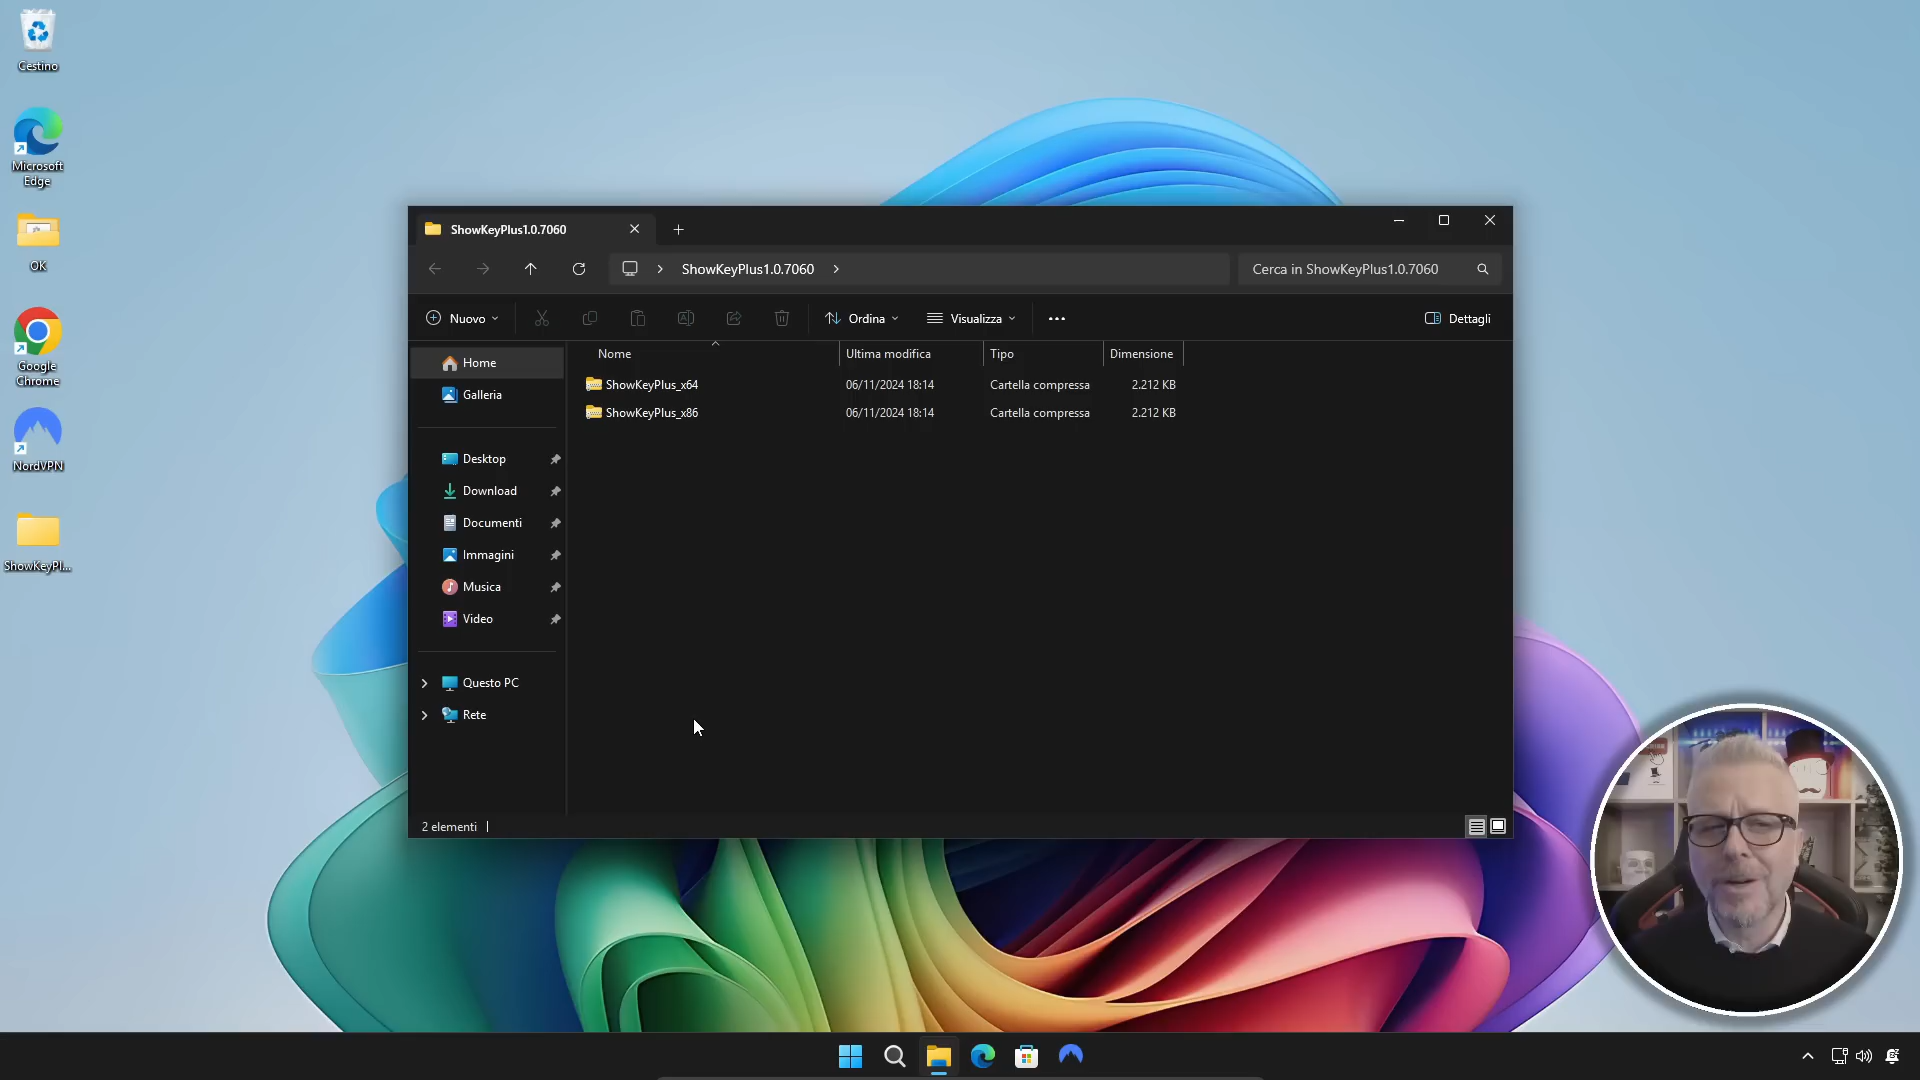 Cestino
Microsoft
Edge
OK
Google
Chrome
NordVPN
ShowKeyPl...
ShowKeyPlus1.0.7060
ShowKeyPlus1.0.7060
Cerca in ShowKeyPlus1.0.7060
Nuovo
Ordina
Visualizza
Dettagli
Nome
Ultima modifica
Tipo
Dimensione
ShowKeyPlus_x64
06/11/2024 18:14
Cartella compressa
2.212 KB
ShowKeyPlus_x86
06/11/2024 18:14
Cartella compressa
2.212 KB
Home
Galleria
Desktop
Download
Documenti
Immagini
Musica
Video
Questo PC
Rete
2 elementi